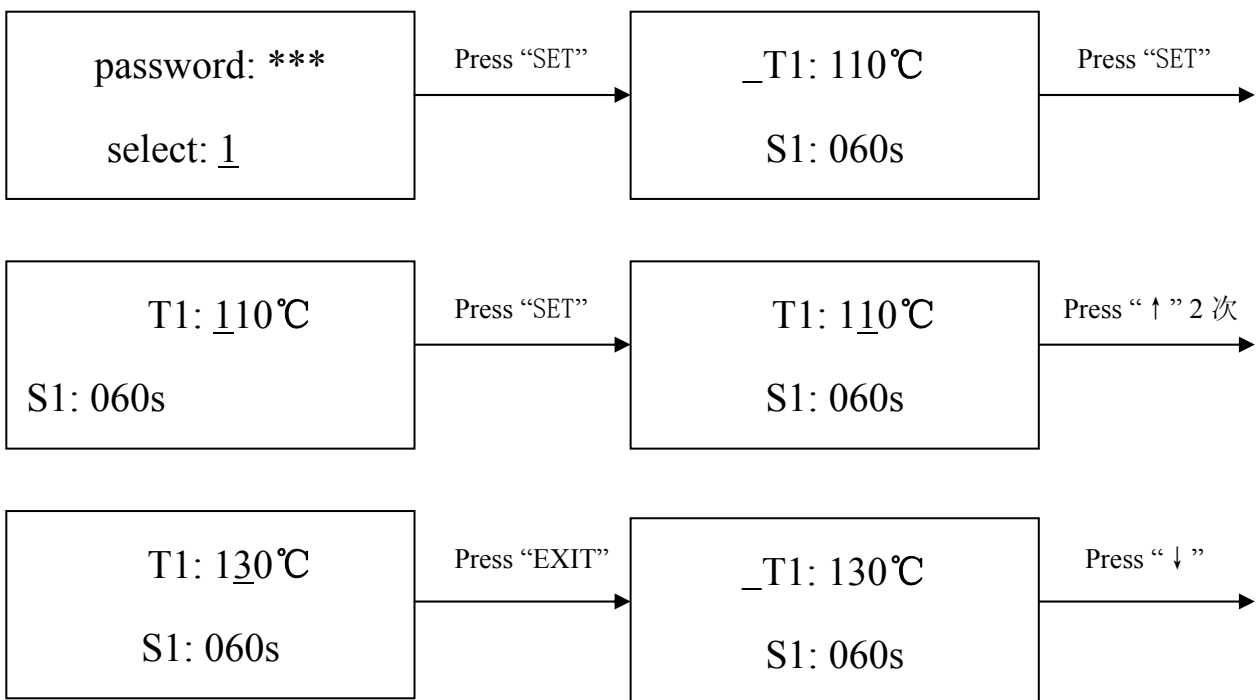 password: ***
Press “SET”
_T1: 110℃
Press “SET”
select: 1
S1: 060s
T1: 110℃
Press “SET”
T1: 110℃
Press “↑” 2 次
S1: 060s
S1: 060s
T1: 130℃
Press “EXIT”
_T1: 130℃
Press “↓”
S1: 060s
S1: 060s